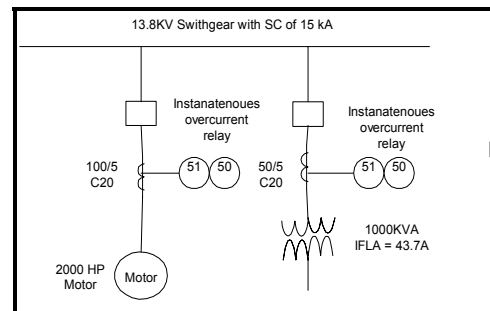 13.8KV Swithgear with SC of 15 kA
Instanatenoues
overcurrent
relay
Instanatenoues
overcurrent
relay
100/5
C20
51 50
50/5
C20
51 50
1000KVA
IFLA = 43.7A
2000 HP
Motor
Motor